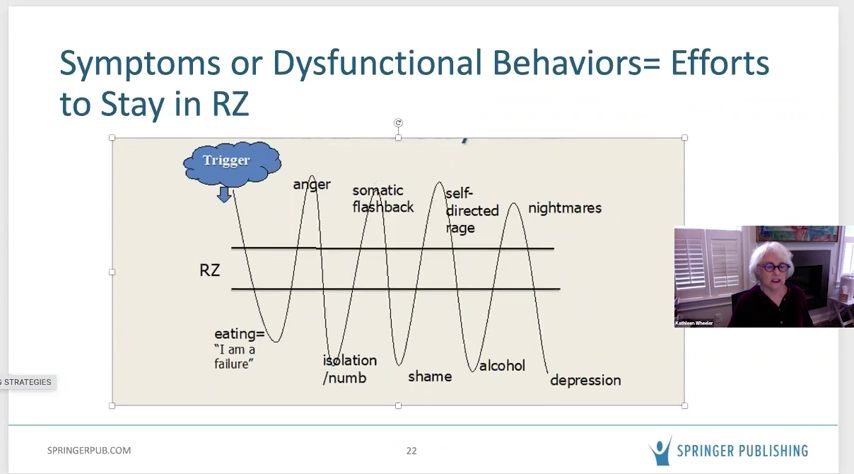 Symptoms or Dysfunctional Behaviors= Efforts
to Stay in RZ
Trigger
anger
somatic
flashback
self-
directed
rage
nightmares
RZ
eating=
“I am a
failure”
isolation
/numb
shame
alcohol
depression
Kathleen Wheeler
STRATEGIES
SPRINGERPUB.COM
22
SPRINGER PUBLISHING